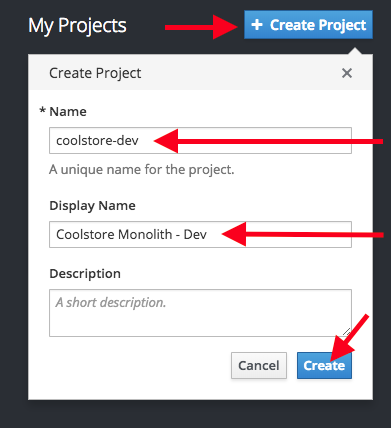 My Projects
+ Create Project
Create Project ×
* Name
coolstore-dev
A unique name for the project.
Display Name
Coolstore Monolith - Dev
Description
A short description.
Cancel Create